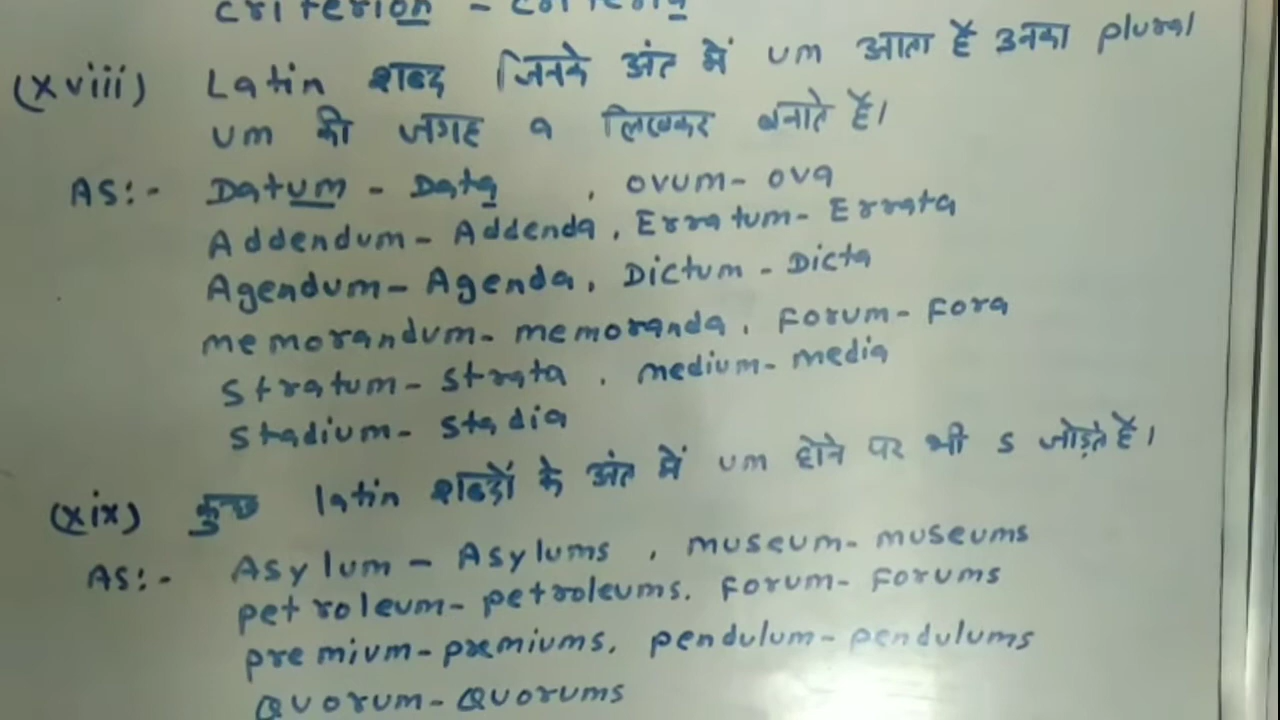 criterion - criteria
(xviii) Latin शब्द जिनके अंत में um आता है उनका plural
um की जगह a लिखकर बनाते हैं।
AS:- Datum - Data , ovum- ova
Addendum - Addenda , Erratum- Errata
Agendum- Agenda, Dictum - Dicta
memorandum- memoranda, Forum- Fora
Stratum- Strata , medium- media
Stadium- Stadia
(xix) कुछ latin शब्दों के अंत में um होने पर भी s जोड़ते हैं।
AS:- Asylum - Asylums , museum- museums
petroleum- petroleums, Forum- Forums
premium-premiums, pendulum- pendulums
Quorum- Quorums